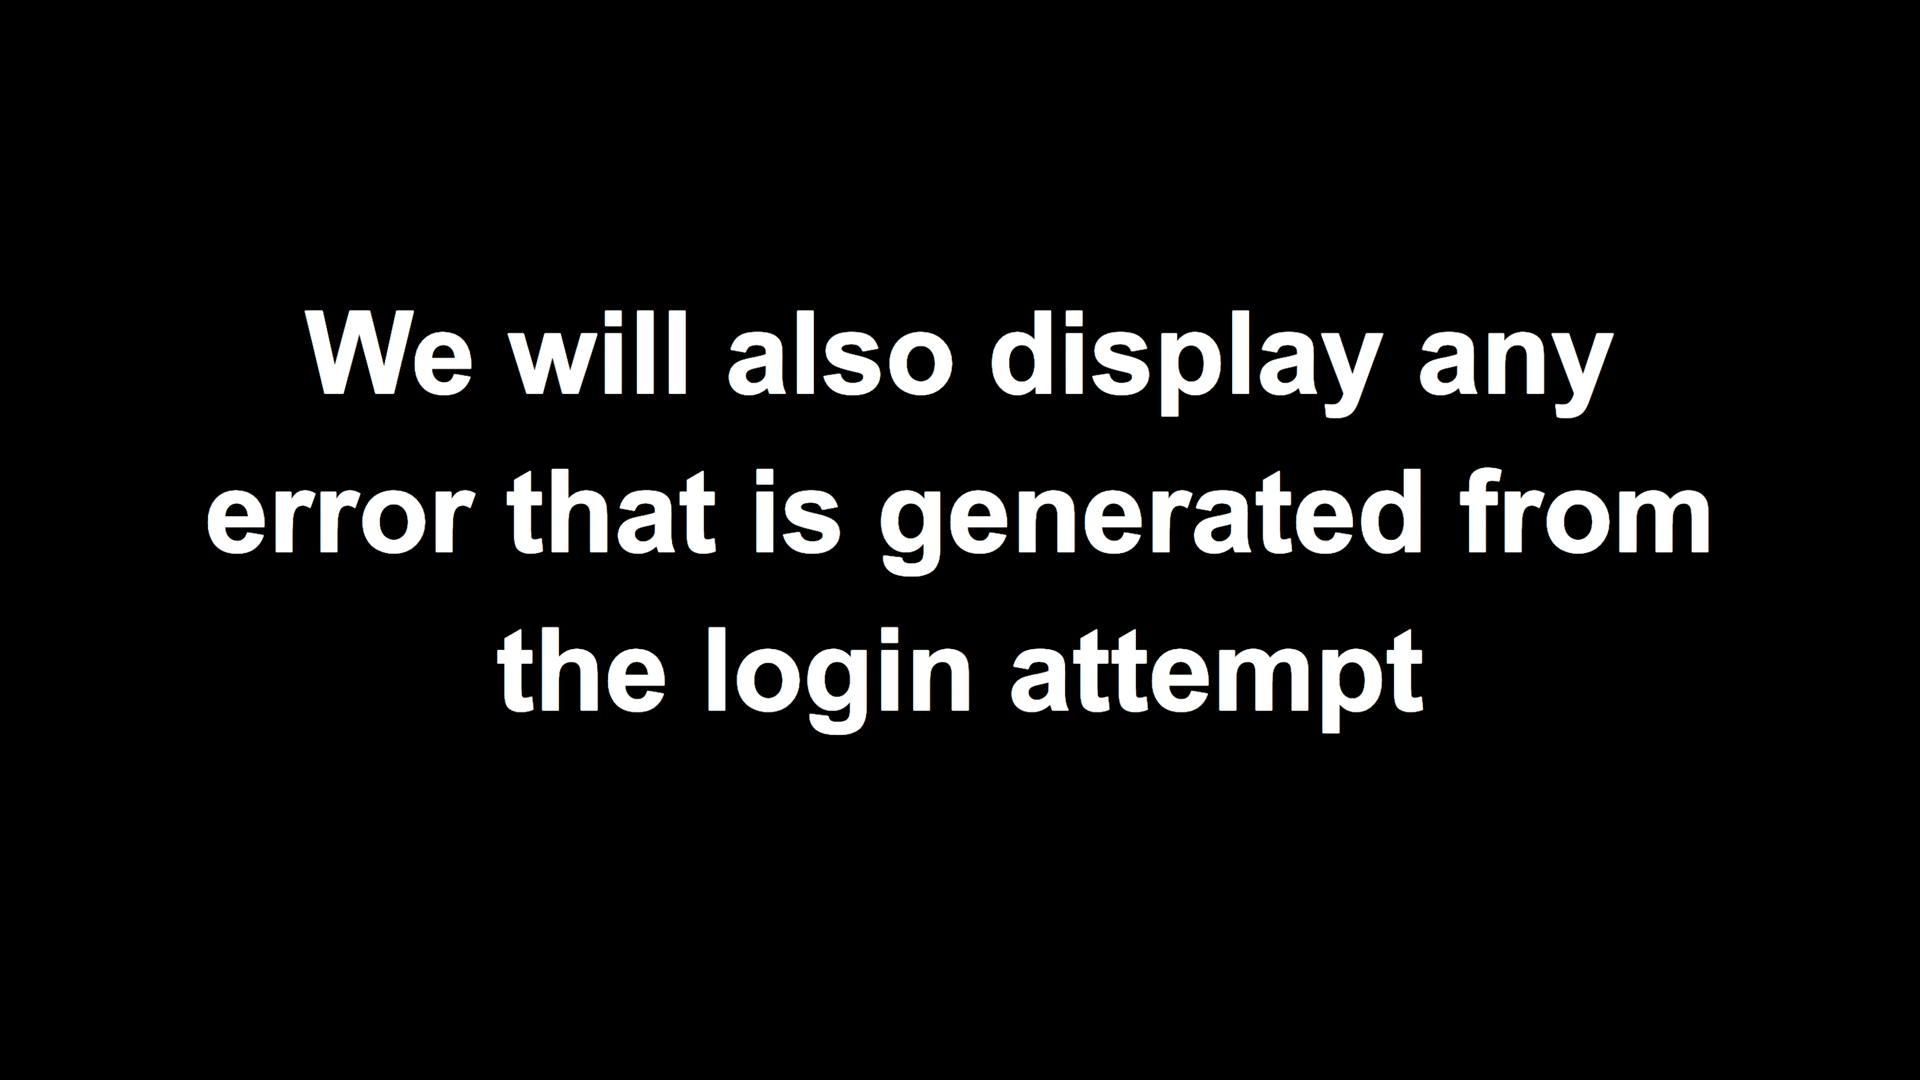 We will also display any
error that is generated from
the login attempt